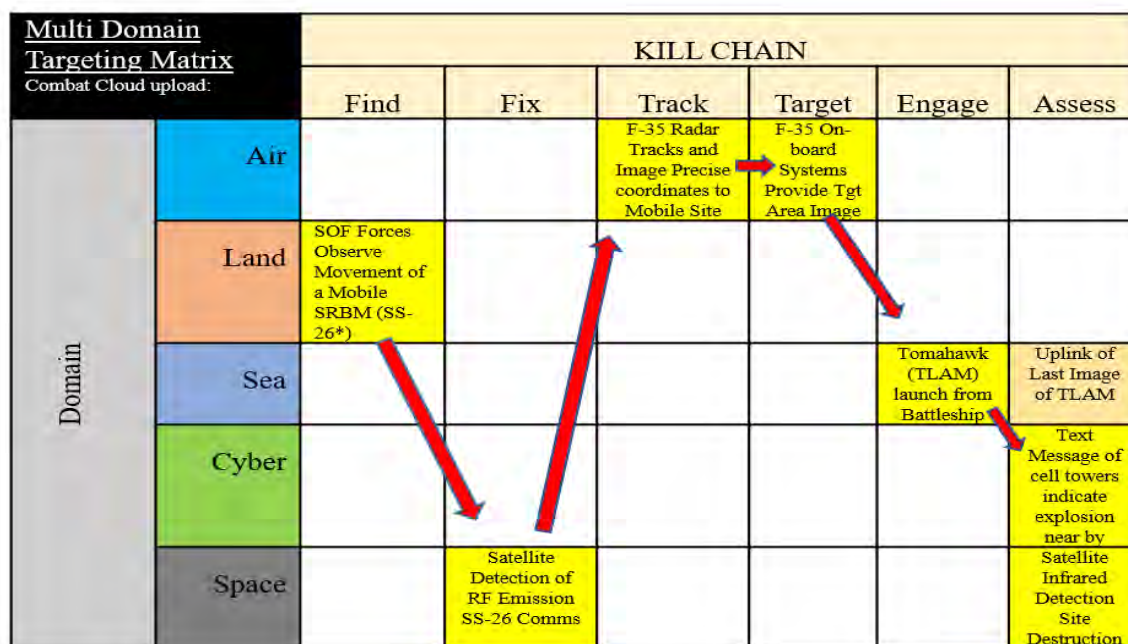 Multi Domain
Targeting Matrix
Combat Cloud upload:
KILL CHAIN
Find
Fix
Track
Target
Engage
Assess
Domain
Air
F-35 Radar
Tracks and
Image Precise
coordinates to
Mobile Site
F-35 On-
board
Systems
Provide Tgt
Area Image
Land
SOF Forces
Observe
Movement of
a Mobile
SRBM (SS-
26*)
Sea
Tomahawk
(TLAM)
launch from
Battleship
Uplink of
Last Image
of TLAM
Cyber
Text
Message of
cell towers
indicate
explosion
near by
Space
Satellite
Detection of
RF Emission
SS-26 Comms
Satellite
Infrared
Detection
Site
Destruction